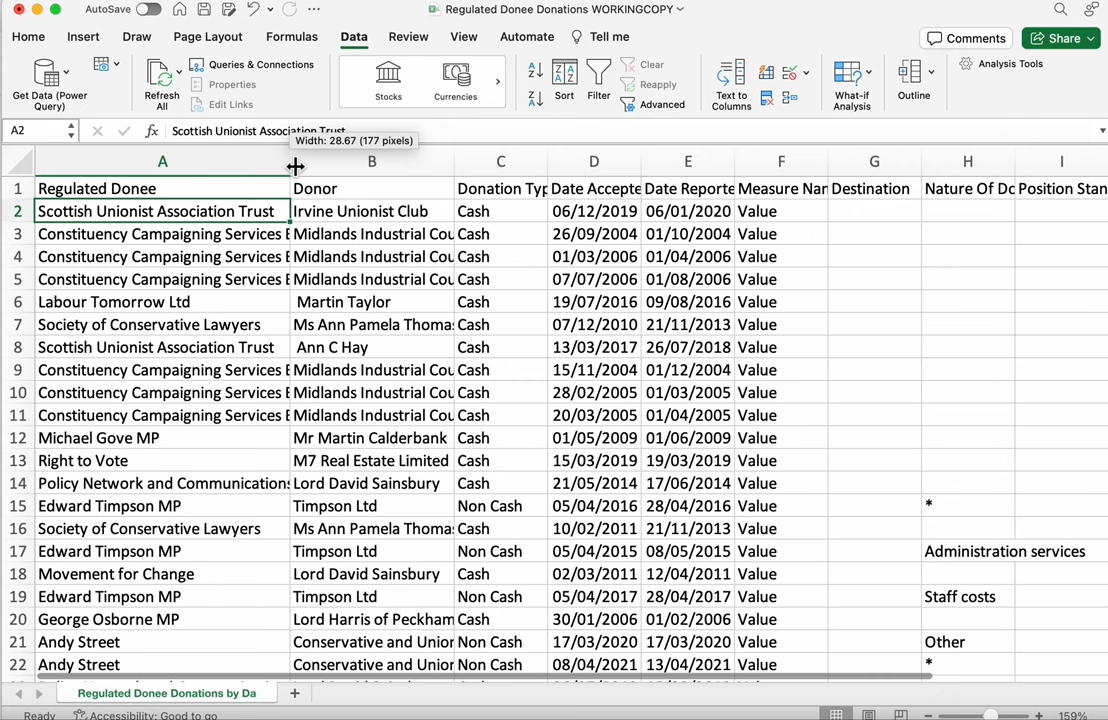 AutoSave
Regulated Donee Donations WORKINGCOPY
Home Insert Draw Page Layout Formulas Data Review View Automate Tell me Comments Share
Get Data (Power Query)
Refresh All
Queries & Connections
Properties
Edit Links
Stocks
Currencies
Sort
Filter
Clear
Reapply
Advanced
Text to Columns
What-if Analysis
Outline
Analysis Tools
A2 fx Scottish Unionist Association Trust
Width: 28.67 (177 pixels)
A B C D E F G H I
1 Regulated Donee Donor Donation Typ Date Accepte Date Reporte Measure Nam Destination Nature Of Do Position Stan
2 Scottish Unionist Association Trust Irvine Unionist Club Cash 06/12/2019 06/01/2020 Value
3 Constituency Campaigning Services Midlands Industrial Cou Cash 26/09/2004 01/10/2004 Value
4 Constituency Campaigning Services Midlands Industrial Cou Cash 01/03/2006 01/04/2006 Value
5 Constituency Campaigning Services Midlands Industrial Cou Cash 07/07/2006 01/08/2006 Value
6 Labour Tomorrow Ltd Martin Taylor Cash 19/07/2016 09/08/2016 Value
7 Society of Conservative Lawyers Ms Ann Pamela Thomas Cash 07/12/2010 21/11/2013 Value
8 Scottish Unionist Association Trust Ann C Hay Cash 13/03/2017 26/07/2018 Value
9 Constituency Campaigning Services Midlands Industrial Cou Cash 15/11/2004 01/12/2004 Value
10 Constituency Campaigning Services Midlands Industrial Cou Cash 28/02/2005 01/03/2005 Value
11 Constituency Campaigning Services Midlands Industrial Cou Cash 20/03/2005 01/04/2005 Value
12 Michael Gove MP Mr Martin Calderbank Cash 01/05/2009 01/06/2009 Value
13 Right to Vote M7 Real Estate Limited Cash 15/03/2019 19/03/2019 Value
14 Policy Network and Communications Lord David Sainsbury Cash 21/05/2014 17/06/2014 Value
15 Edward Timpson MP Timpson Ltd Non Cash 05/04/2016 28/04/2016 Value *
16 Society of Conservative Lawyers Ms Ann Pamela Thomas Cash 10/02/2011 21/11/2013 Value
17 Edward Timpson MP Timpson Ltd Non Cash 05/04/2015 08/05/2015 Value Administration services
18 Movement for Change Lord David Sainsbury Cash 02/03/2011 12/04/2011 Value
19 Edward Timpson MP Timpson Ltd Non Cash 05/04/2017 28/04/2017 Value Staff costs
20 George Osborne MP Lord Harris of Peckham Cash 30/01/2006 01/02/2006 Value
21 Andy Street Conservative and Union Non Cash 17/03/2020 17/03/2020 Value Other
22 Andy Street Conservative and Union Non Cash 08/04/2021 13/04/2021 Value *
Regulated Donee Donations by Da
Ready Accessibility: Good to go 159%